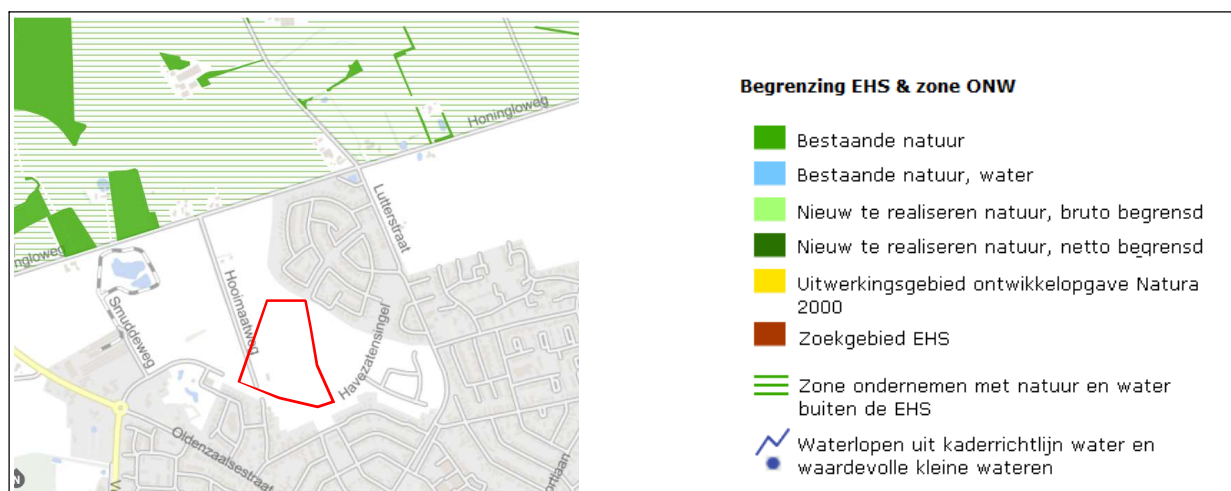 Honingloweg
Lutterstraat
ngloweg
Hooimaatweg
Smuddeweg
Havezatensingel
Oldenzaalsestraat
Begrenzing EHS & zone ONW
Bestaande natuur
Bestaande natuur, water
Nieuw te realiseren natuur, bruto begrensd
Nieuw te realiseren natuur, netto begrensd
Uitwerkingsgebied ontwikkelopgave Natura
2000
Zoekgebied EHS
Zone ondernemen met natuur en water
buiten de EHS
Waterlopen uit kaderrichtlijn water en
waardevolle kleine wateren